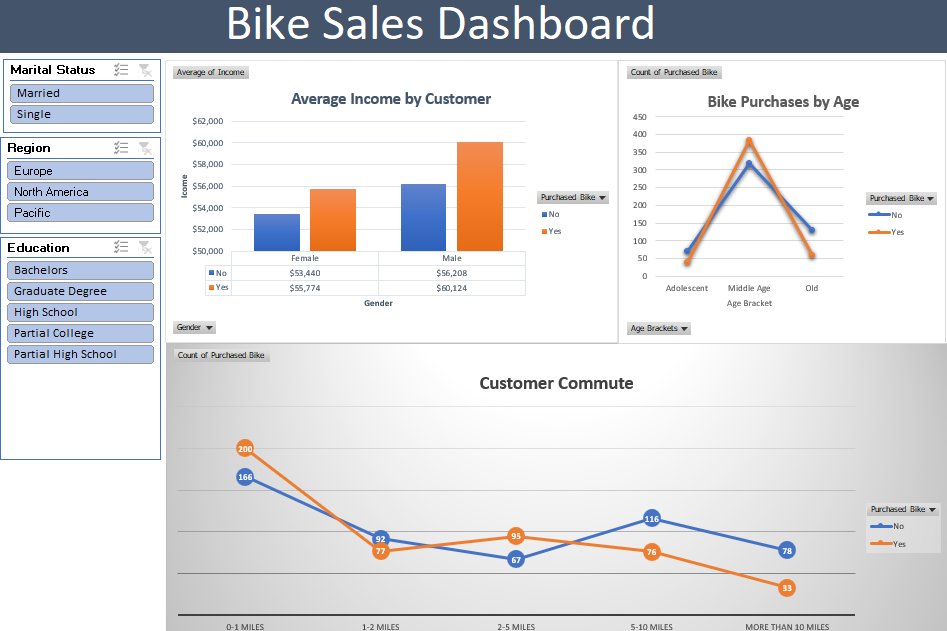 Bike Sales Dashboard
Marital Status
Married
Single
Region
Europe
North America
Pacific
Education
Bachelors
Graduate Degree
High School
Partial College
Partial High School
Average of Income
Average Income by Customer
$62,000
$60,000
$58,000
$56,000
$54,000
$52,000
$50,000
Income
Female Male
No $53,440 $56,208
Yes $55,774 $60,124
Gender
Purchased Bike
No
Yes
Gender
Count of Purchased Bike
Bike Purchases by Age
450
400
350
300
250
200
150
100
50
0
Adolescent Middle Age Old
Age Bracket
Purchased Bike
No
Yes
Age Brackets
Count of Purchased Bike
Customer Commute
200
166
92
77
95
67
116
76
78
33
0-1 MILES 1-2 MILES 2-5 MILES 5-10 MILES MORE THAN 10 MILES
Purchased Bike
No
Yes